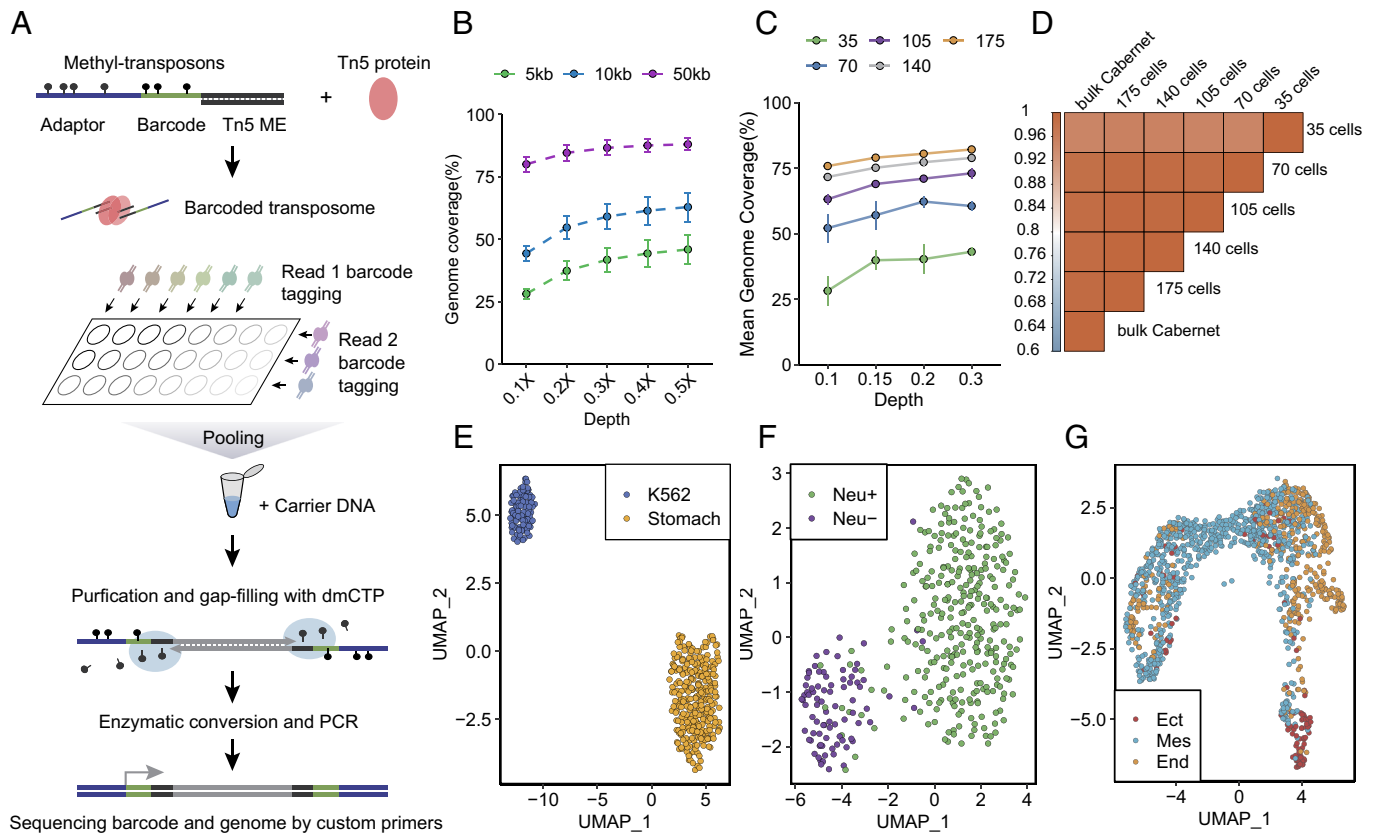 A
Methyl-transposons
Tn5 protein
+
Adaptor
Barcode
Tn5 ME
Barcoded transposome
Read 1 barcode
tagging
Read 2
barcode
tagging
Pooling
+ Carrier DNA
Purfication and gap-filling with dmCTP
Enzymatic conversion and PCR
Sequencing barcode and genome by custom primers
B
5kb
10kb
50kb
Genome coverage(%)
100
75
50
25
0
0.1X
0.2X
0.3X
0.4X
0.5X
Depth
C
35
105
175
70
140
Mean Genome Coverage(%)
100
75
50
25
0
0.1
0.15
0.2
0.3
Depth
D
bulk Cabernet
175 cells
140 cells
105 cells
70 cells
35 cells
1
0.96
0.92
0.88
0.84
0.8
0.76
0.72
0.68
0.64
0.6
35 cells
70 cells
105 cells
140 cells
175 cells
bulk Cabernet
E
K562
Stomach
UMAP_2
5.0
2.5
0.0
−2.5
−10
−5
0
5
UMAP_1
F
Neu+
Neu−
UMAP_2
3
2
1
0
−1
−2
−6
−4
−2
0
2
4
UMAP_1
G
UMAP_2
2.5
0.0
−2.5
−5.0
Ect
Mes
End
−4
0
4
UMAP_1